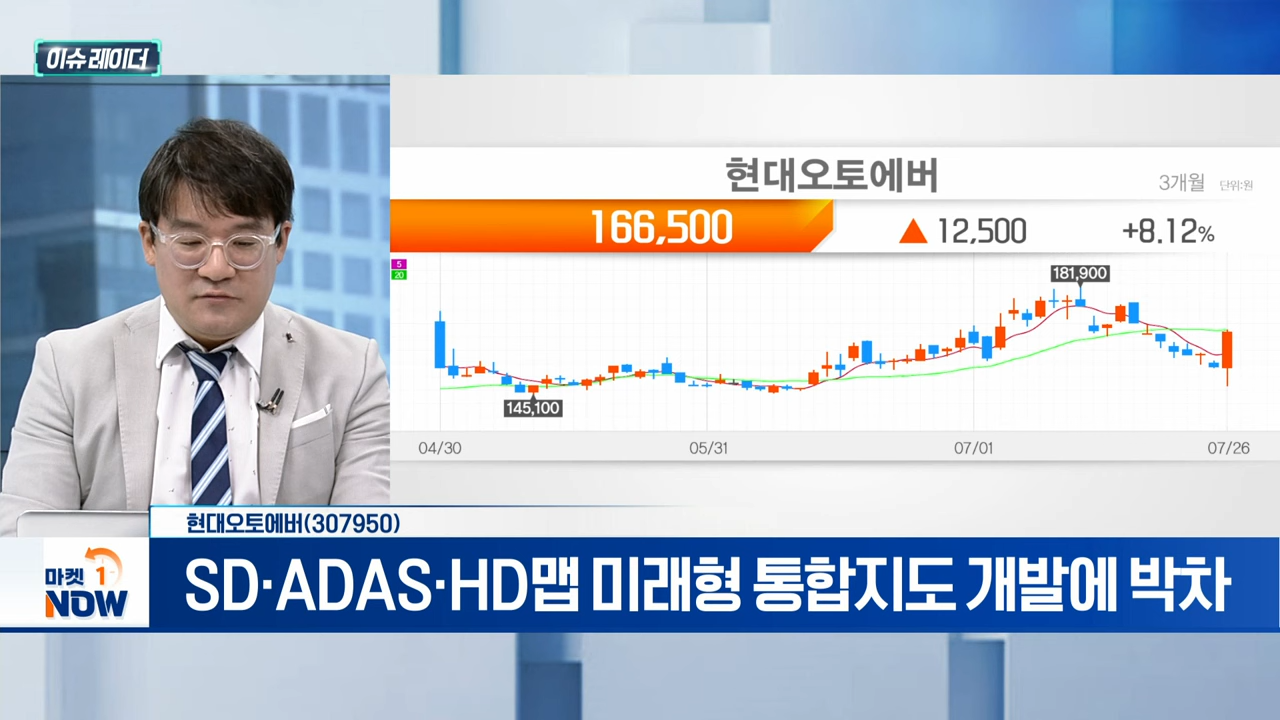 이슈레이더
현대오토에버
3개월 단위:원
166,500 ▲ 12,500 +8.12%
5
20
181,900
145,100
04/30 05/31 07/01 07/26
현대오토에버(307950)
마켓 1
NOW
SD·ADAS·HD맵 미래형 통합지도 개발에 박차